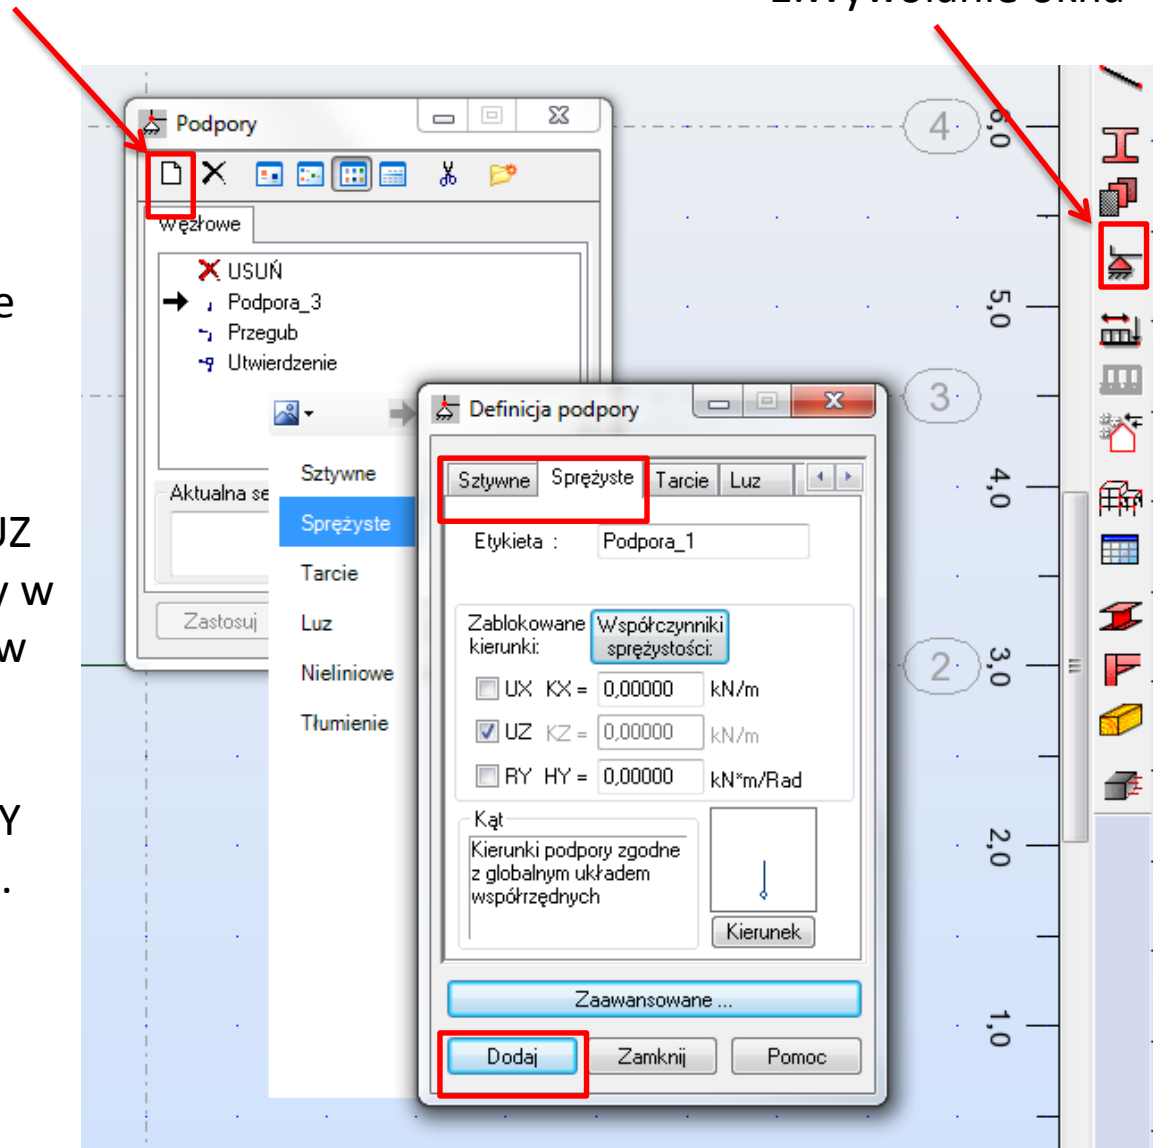 Podpory
Węzłowe
USUŃ
Podpora_3
Przegub
Utwierdzenie
Aktualna se
Zastosuj
Sztywne
Sprężyste
Tarcie
Luz
Nieliniowe
Tłumienie
Definicja podpory
Sztywne Sprężyste Tarcie Luz
Etykieta : Podpora_1
Zablokowane kierunki: Współczynniki sprężystości:
UX KX = 0,00000 kN/m
UZ KZ = 0,00000 kN/m
RY HY = 0,00000 kN*m/Rad
Kąt
Kierunki podpory zgodne
z globalnym układem
współrzędnych
Kierunek
Zaawansowane ...
Dodaj Zamknij Pomoc
4
3
2
6,0
5,0
4,0
3,0
2,0
1,0
e
UZ
y w
w
Y
.